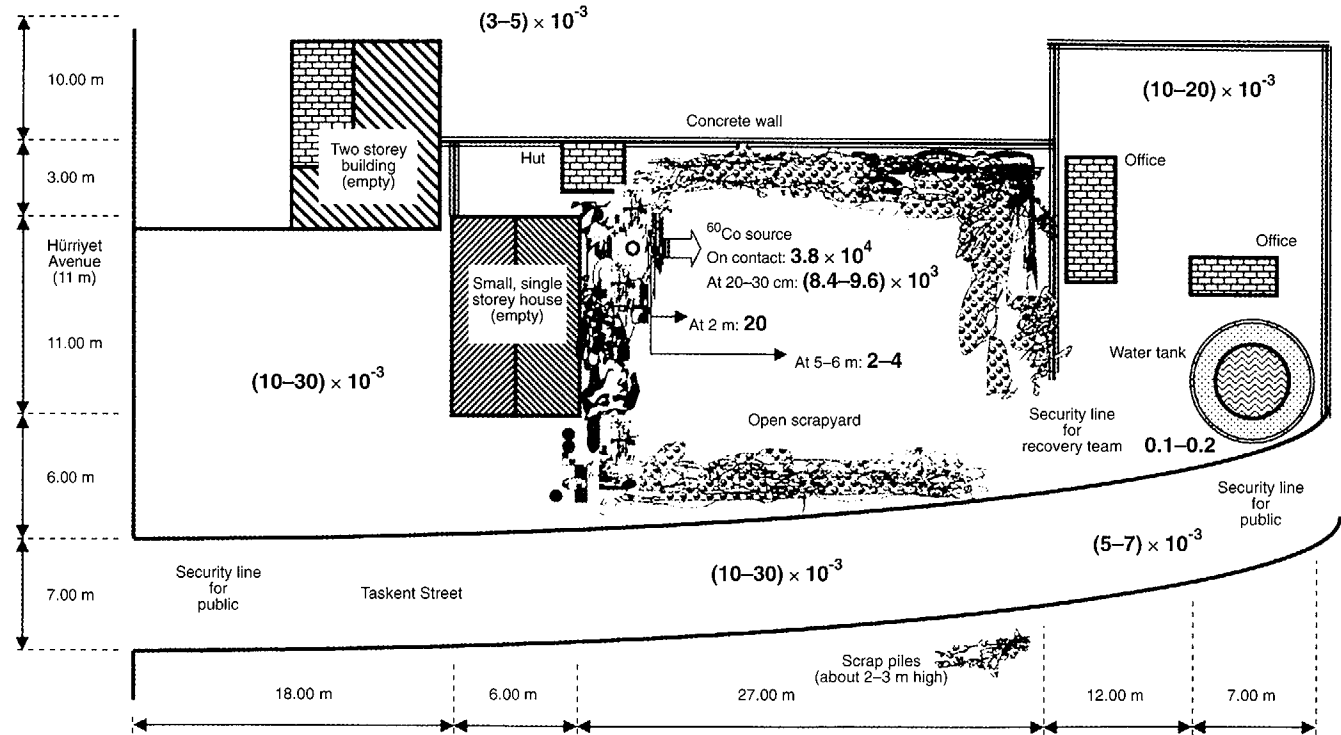 (3–5) × 10⁻³
10.00 m
(10–20) × 10⁻³
Concrete wall
Two storey
building
(empty)
Hut
Office
3.00 m
Hürriyet
Avenue
(11 m)
⁶⁰Co source
On contact: 3.8 × 10⁴
At 20–30 cm: (8.4–9.6) × 10³
Office
Small, single
storey house
(empty)
At 2 m: 20
11.00 m
At 5–6 m: 2–4
Water tank
(10–30) × 10⁻³
Open scrapyard
Security line
for
recovery team
0.1–0.2
6.00 m
Security line
for
public
(5–7) × 10⁻³
(10–30) × 10⁻³
7.00 m
Security line
for
public
Taskent Street
Scrap piles
(about 2–3 m high)
18.00 m
6.00 m
27.00 m
12.00 m
7.00 m